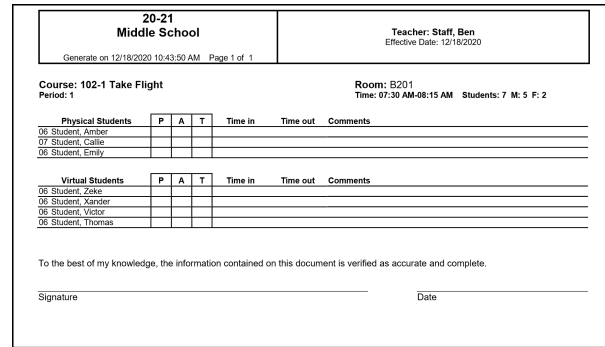 20-21
Middle School
Generate on 12/18/2020 10:43:50 AM Page 1 of 1
Teacher: Staff, Ben
Effective Date: 12/18/2020
Course: 102-1 Take Flight
Period: 1
Room: B201
Time: 07:30 AM-08:15 AM Students: 7 M: 5 F: 2
Physical Students P A T Time in Time out Comments
06 Student, Amber
07 Student, Callie
06 Student, Emily
Virtual Students P A T Time in Time out Comments
06 Student, Zeke
06 Student, Xander
06 Student, Victor
06 Student, Thomas
To the best of my knowledge, the information contained on this document is verified as accurate and complete.
Signature Date